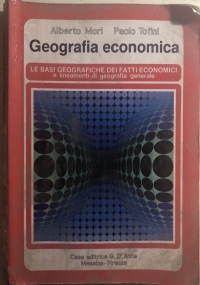 Alberto Mori Paolo Tofini
Geografia economica
LE BASI GEOGRAFICHE DEI FATTI ECONOMICI
e lineamenti di geografia generale
Casa editrice G. D'Anna
Messina-Firenze